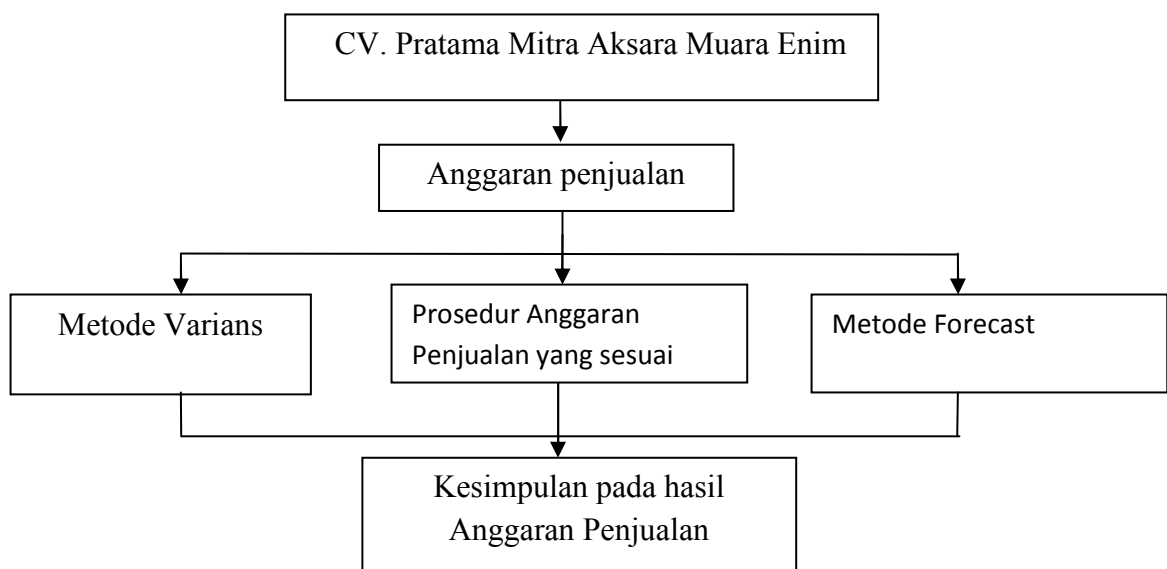 CV. Pratama Mitra Aksara Muara Enim
Anggaran penjualan
Metode Varians
Prosedur Anggaran
Penjualan yang sesuai
Metode Forecast
Kesimpulan pada hasil
Anggaran Penjualan